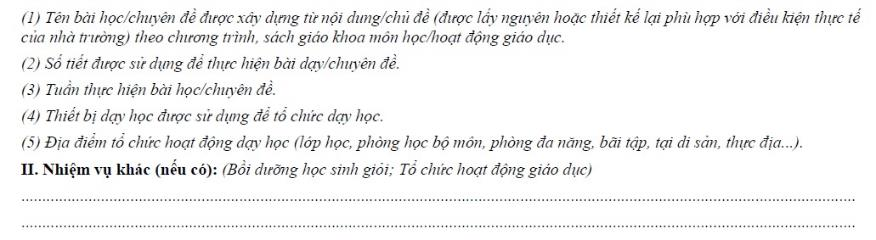 (1) Tên bài học/chuyên đề được xây dựng từ nội dung/chủ đề (được lấy nguyên hoặc thiết kế lại phù hợp với điều kiện thực tế
của nhà trường) theo chương trình, sách giáo khoa môn học/hoạt động giáo dục.
(2) Số tiết được sử dụng để thực hiện bài dạy/chuyên đề.
(3) Tuần thực hiện bài học/chuyên đề.
(4) Thiết bị dạy học được sử dụng để tổ chức dạy học.
(5) Địa điểm tổ chức hoạt động dạy học (lớp học, phòng học bộ môn, phòng đa năng, bãi tập, tại di sản, thực địa...).
II. Nhiệm vụ khác (nếu có): (Bồi dưỡng học sinh giỏi; Tổ chức hoạt động giáo dục)